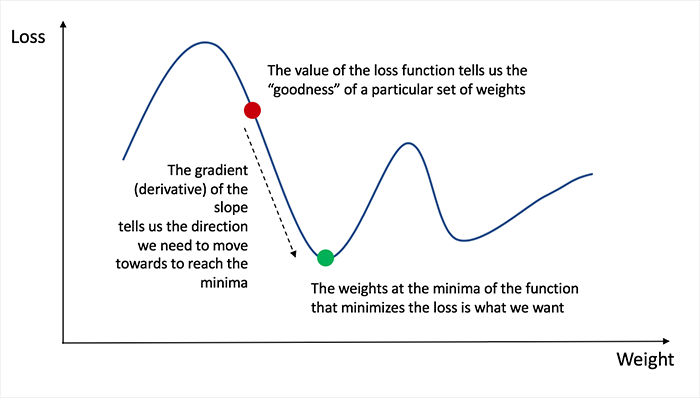 Loss
The value of the loss function tells us the
“goodness” of a particular set of weights
The gradient
(derivative) of the
slope
tells us the direction
we need to move
towards to reach the
minima
The weights at the minima of the function
that minimizes the loss is what we want
Weight